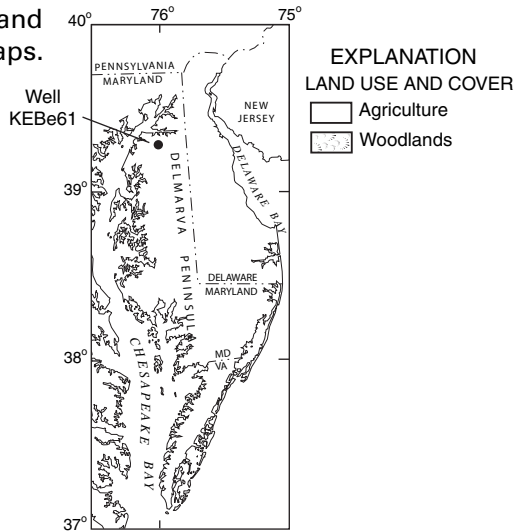 and
aps.
40°
76°
75°
PENNSYLVANIA
MARYLAND
Well
KEBe61
NEW
JERSEY
DELAWARE BAY
39°
DELMARVA PENINSULA
DELAWARE
MARYLAND
38°
MD
VA
CHESAPEAKE BAY
37°
EXPLANATION
LAND USE AND COVER
Agriculture
Woodlands